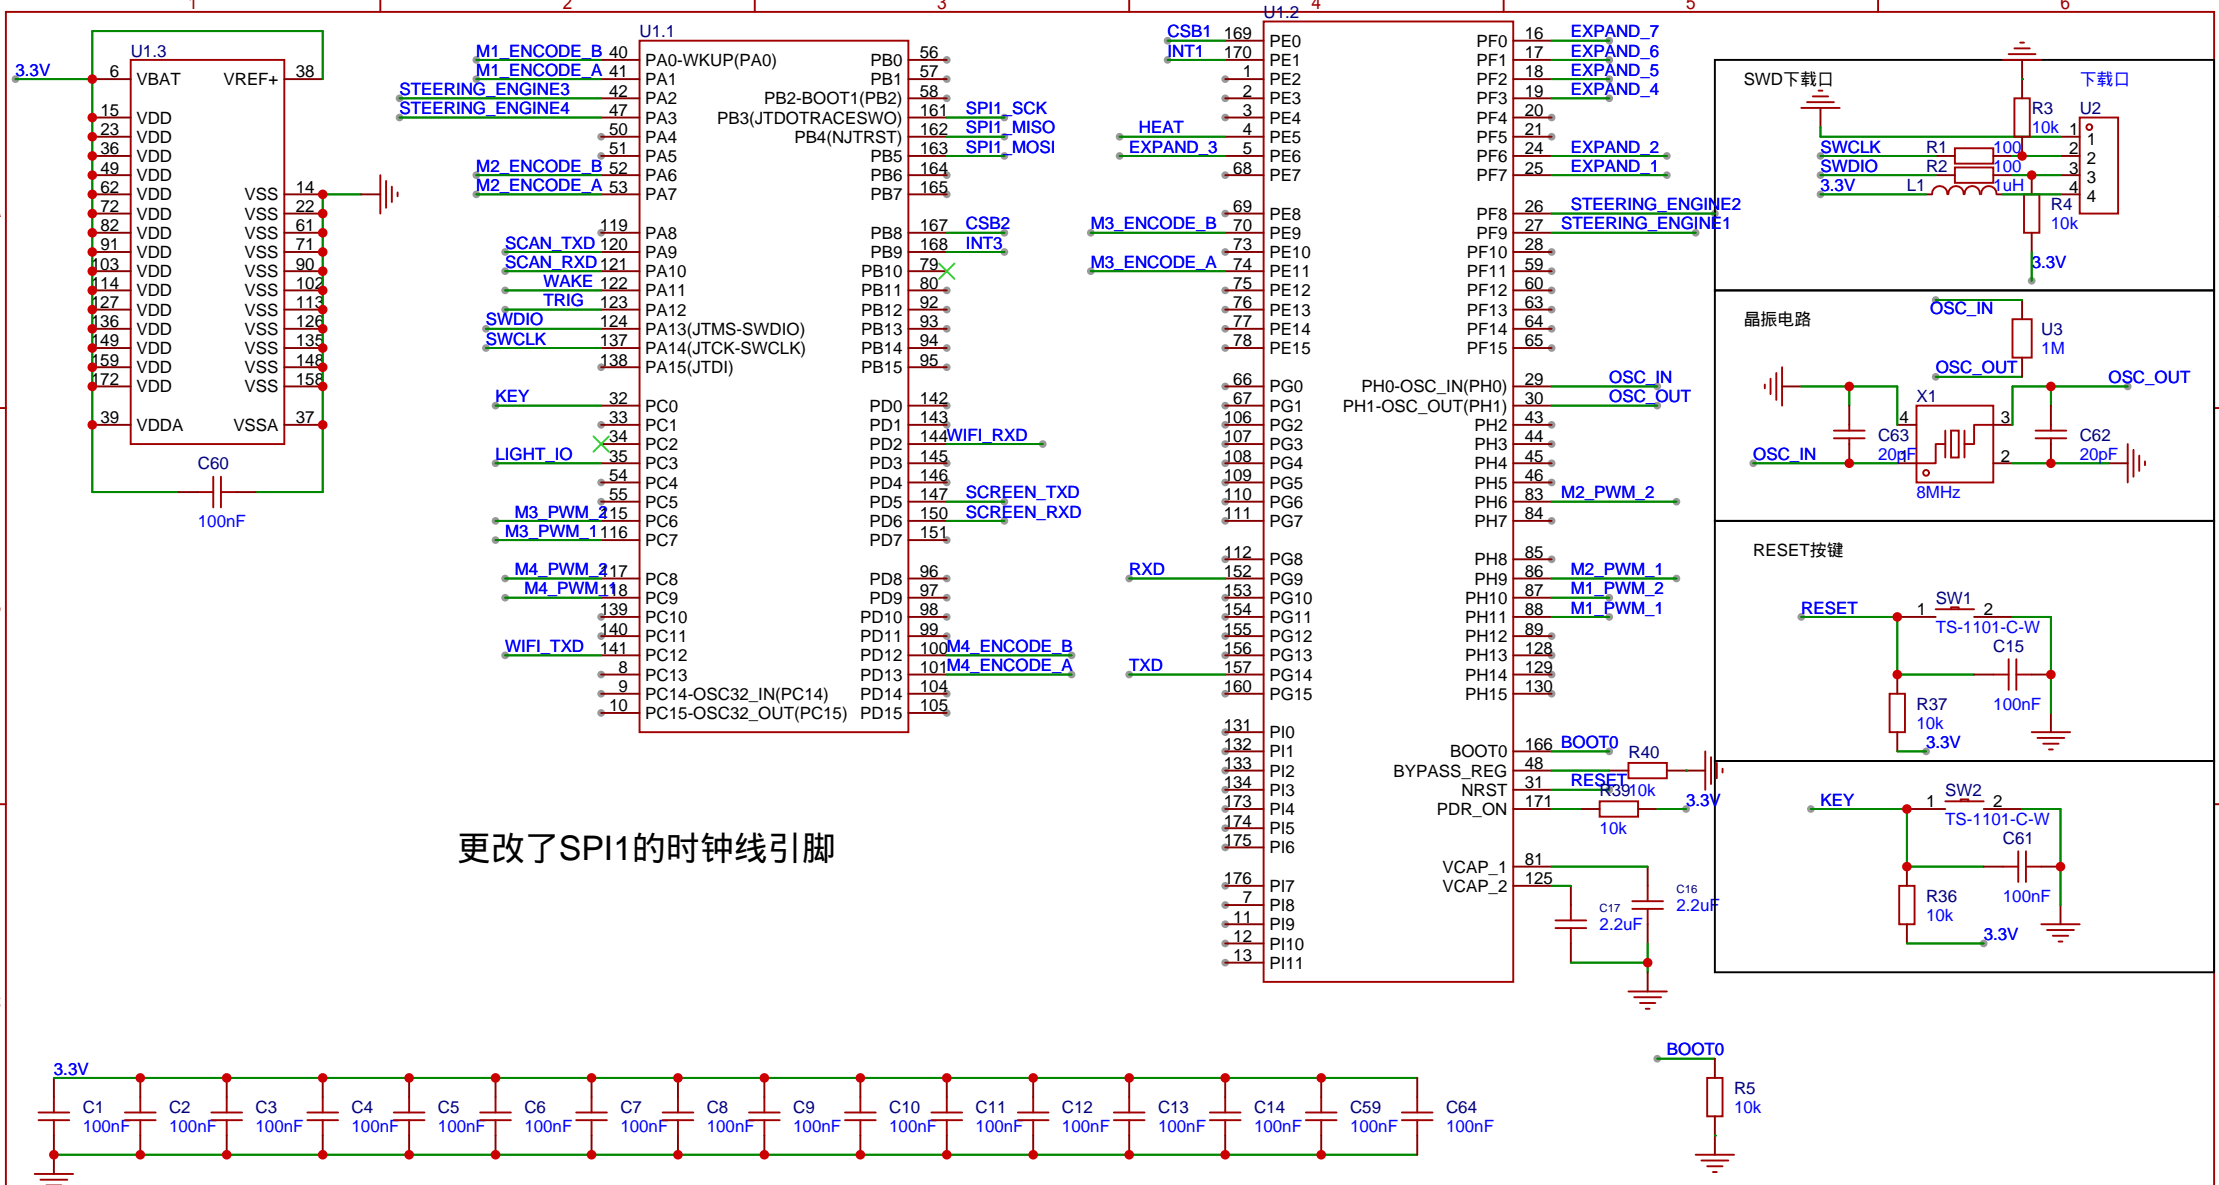 1 2 3 4 5 6
U1.3
3.3V
6 VBAT VREF+ 38
15 VDD
23 VDD
36 VDD
49 VDD
62 VDD VSS 14
72 VDD VSS 22
82 VDD VSS 61
91 VDD VSS 71
103 VDD VSS 90
114 VDD VSS 102
127 VDD VSS 113
136 VDD VSS 126
149 VDD VSS 135
159 VDD VSS 148
172 VDD VSS 158
39 VDDA VSSA 37
C60
100nF
U1.1
M1_ENCODE_B 40 PA0-WKUP(PA0) PB0 56
M1_ENCODE_A 41 PA1 PB1 57
STEERING_ENGINE3 42 PA2 PB2-BOOT1(PB2) 58
STEERING_ENGINE4 47 PA3 PB3(JTDOTRACESWO) 161 SPI1_SCK
50 PA4 PB4(NJTRST) 162 SPI1_MISO
51 PA5 PB5 163 SPI1_MOSI
M2_ENCODE_B 52 PA6 PB6 164
M2_ENCODE_A 53 PA7 PB7 165
119 PA8 PB8 167 CSB2
SCAN_TXD 120 PA9 PB9 168 INT3
SCAN_RXD 121 PA10 PB10 79
WAKE 122 PA11 PB11 80
TRIG 123 PA12 PB12 92
SWDIO 124 PA13(JTMS-SWDIO) PB13 93
SWCLK 137 PA14(JTCK-SWCLK) PB14 94
138 PA15(JTDI) PB15 95
KEY 32 PC0 PD0 142
33 PC1 PD1 143
34 PC2 PD2 144 WIFI_RXD
LIGHT_IO 35 PC3 PD3 145
54 PC4 PD4 146
55 PC5 PD5 147 SCREEN_TXD
M3_PWM_2 115 PC6 PD6 150 SCREEN_RXD
M3_PWM_1 116 PC7 PD7 151
M4_PWM_2 117 PC8 PD8 96
M4_PWM_1 118 PC9 PD9 97
139 PC10 PD10 98
140 PC11 PD11 99
WIFI_TXD 141 PC12 PD12 100 M4_ENCODE_B
8 PC13 PD13 101 M4_ENCODE_A
9 PC14-OSC32_IN(PC14) PD14 104
10 PC15-OSC32_OUT(PC15) PD15 105
U1.2
CSB1 169 PE0 PF0 16 EXPAND_7
INT1 170 PE1 PF1 17 EXPAND_6
1 PE2 PF2 18 EXPAND_5
2 PE3 PF3 19 EXPAND_4
3 PE4 PF4 20
HEAT 4 PE5 PF5 21
EXPAND_3 5 PE6 PF6 24 EXPAND_2
68 PE7 PF7 25 EXPAND_1
69 PE8 PF8 26 STEERING_ENGINE2
M3_ENCODE_B 70 PE9 PF9 27 STEERING_ENGINE1
73 PE10 PF10 28
M3_ENCODE_A 74 PE11 PF11 59
75 PE12 PF12 60
76 PE13 PF13 63
77 PE14 PF14 64
78 PE15 PF15 65
66 PG0 PH0-OSC_IN(PH0) 29 OSC_IN
67 PG1 PH1-OSC_OUT(PH1) 30 OSC_OUT
106 PG2 PH2 43
107 PG3 PH3 44
108 PG4 PH4 45
109 PG5 PH5 46
110 PG6 PH6 83 M2_PWM_2
111 PG7 PH7 84
112 PG8 PH8 85
RXD 152 PG9 PH9 86 M2_PWM_1
153 PG10 PH10 87 M1_PWM_2
154 PG11 PH11 88 M1_PWM_1
155 PG12 PH12 89
156 PG13 PH13 128
TXD 157 PG14 PH14 129
160 PG15 PH15 130
131 PI0
132 PI1 BOOT0 166 BOOT0 R40
133 PI2 BYPASS_REG 48
134 PI3 NRST 31 RESET R39 10k
173 PI4 PDR_ON 171 3.3V
174 PI5 10k
175 PI6
VCAP_1 81
176 PI7 VCAP_2 125
7 PI8
11 PI9
12 PI10
13 PI11
C16
2.2uF
C17
2.2uF
SWD下载口 下载口
R3
10k
U2
1 1
SWCLK R1 100 2 2
SWDIO R2 100 3 3
3.3V L1 1uH 4 4
R4
10k
3.3V
晶振电路
OSC_IN
U3
1M
OSC_OUT OSC_OUT
X1
4 3
C63
20pF
C62
20pF
OSC_IN 1 2
8MHz
RESET按键
RESET 1 SW1 2
TS-1101-C-W
C15
100nF
R37
10k
3.3V
KEY 1 SW2 2
TS-1101-C-W
C61
100nF
R36
10k
3.3V
更改了SPI1的时钟线引脚
BOOT0
R5
10k
3.3V
C1 C2 C3 C4 C5 C6 C7 C8 C9 C10 C11 C12 C13 C14 C59 C64
100nF 100nF 100nF 100nF 100nF 100nF 100nF 100nF 100nF 100nF 100nF 100nF 100nF 100nF 100nF 100nF